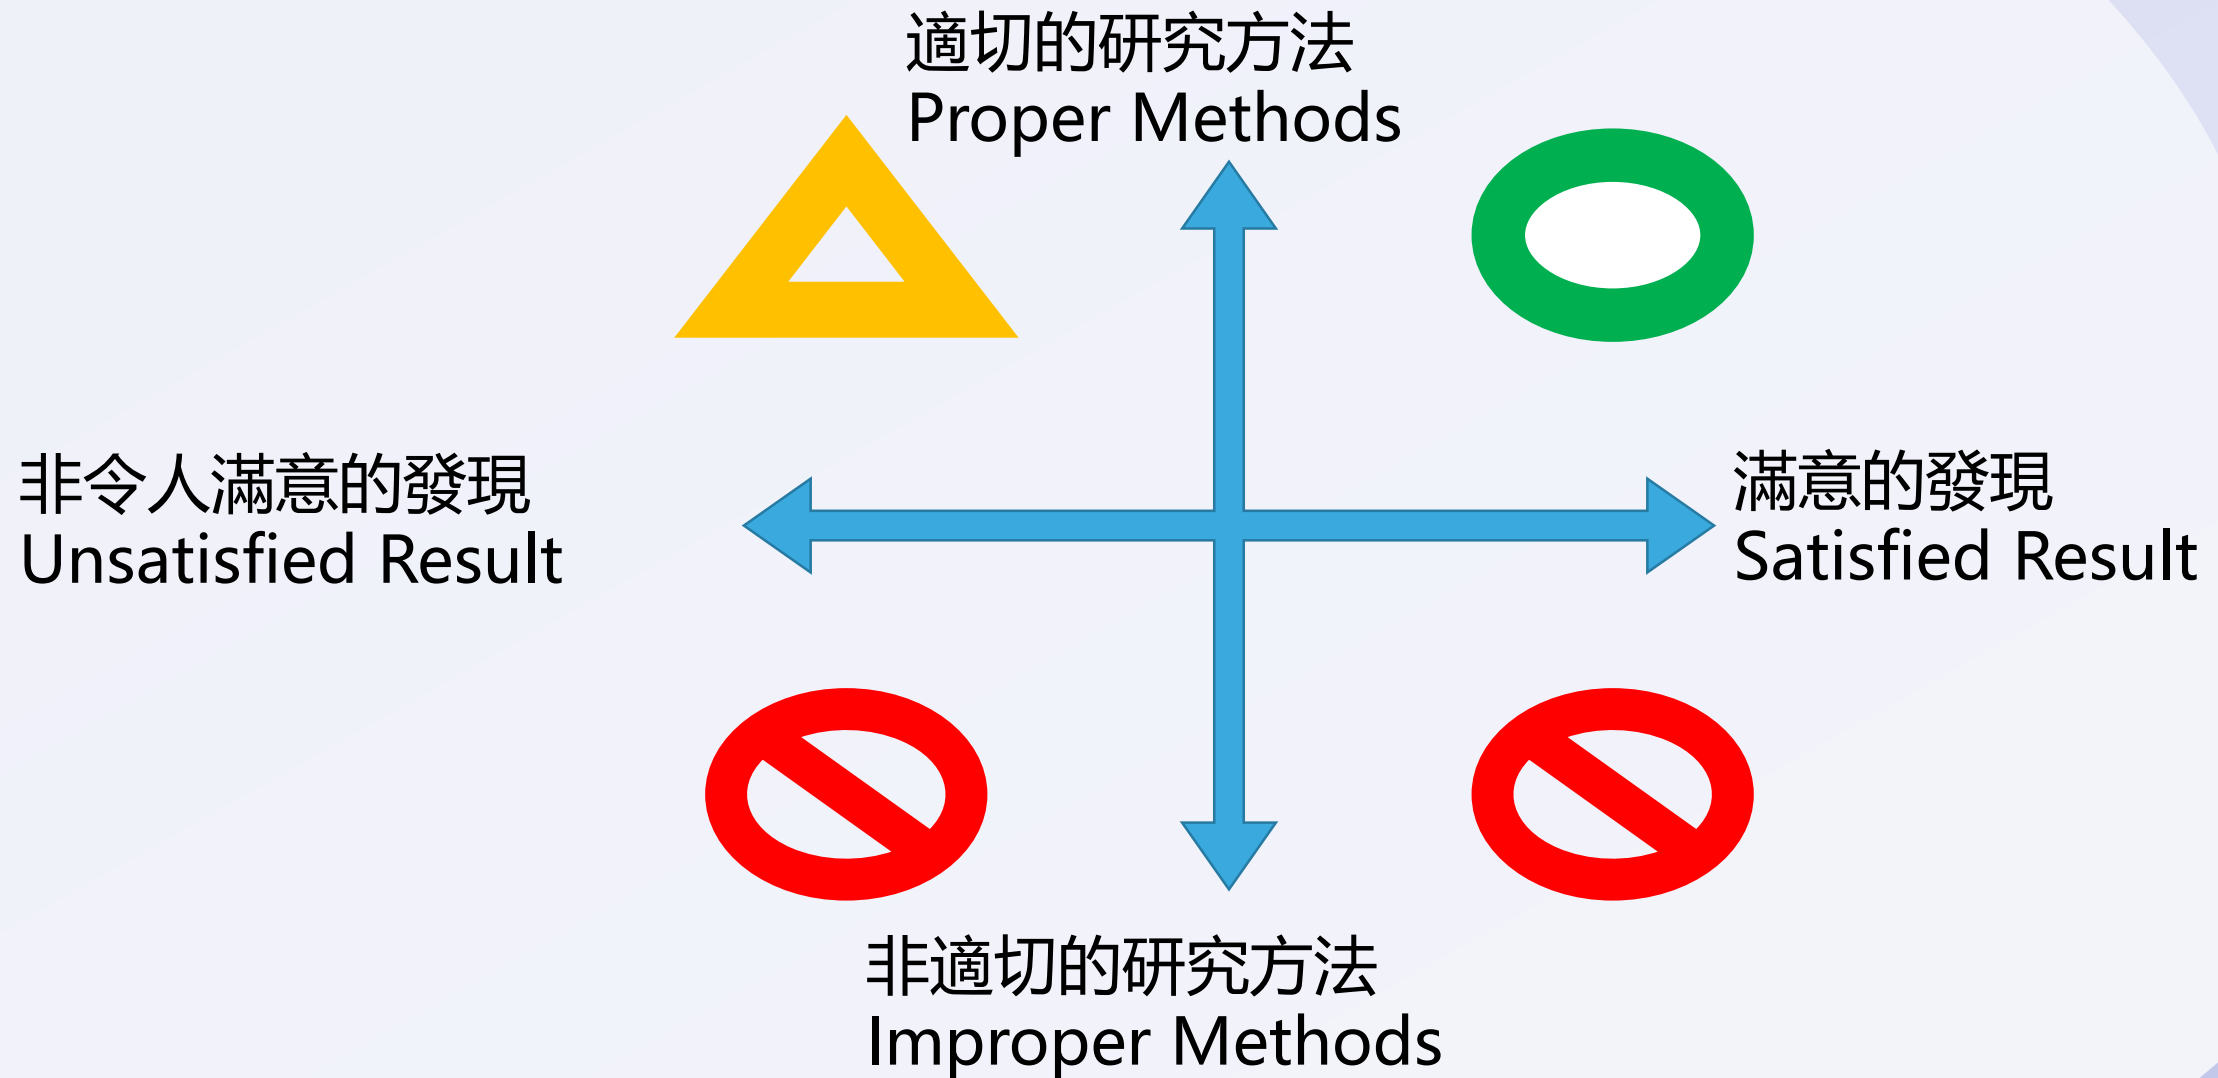 適切的研究方法
Proper Methods
非令人滿意的發現
Unsatisfied Result
滿意的發現
Satisfied Result
非適切的研究方法
Improper Methods